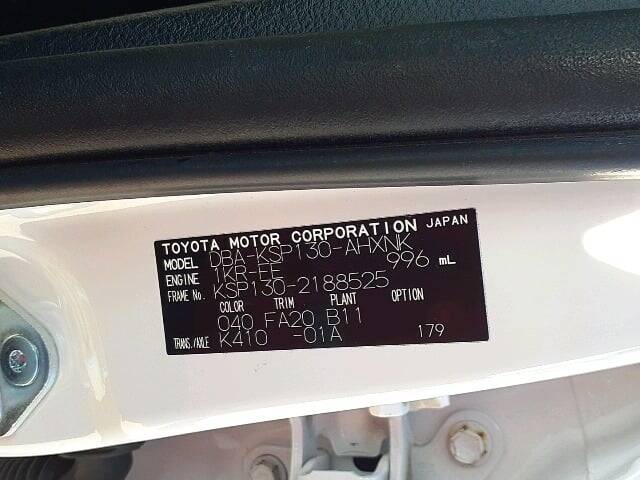 TOYOTA MOTOR CORPORATION JAPAN
MODEL DBA-KSP130-AHXNK
ENGINE 1KR-FE 996 mL
FRAME No. KSP130-2188525
COLOR TRIM PLANT OPTION
040 FA20 B11
TRANS./AXLE K410 -01A 179